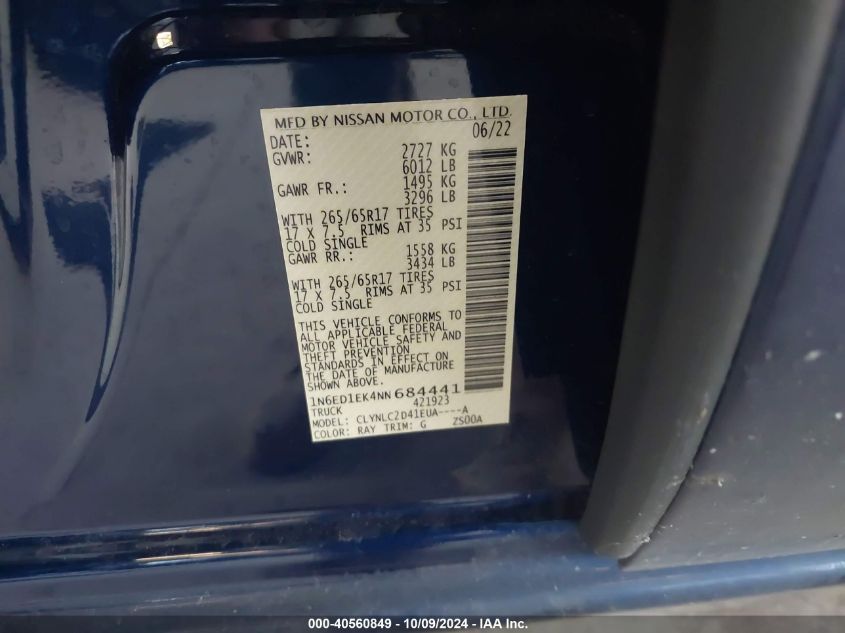 MFD BY NISSAN MOTOR CO., LTD.
DATE: 06/22
GVWR: 2727 KG
6012 LB
GAWR FR.: 1495 KG
3296 LB
WITH 265/65R17 TIRES
17 X 7.5 RIMS AT 35 PSI
COLD SINGLE
GAWR RR.: 1558 KG
3434 LB
WITH 265/65R17 TIRES
17 X 7.5 RIMS AT 35 PSI
COLD SINGLE
THIS VEHICLE CONFORMS TO
ALL APPLICABLE FEDERAL
MOTOR VEHICLE SAFETY AND
THEFT PREVENTION
STANDARDS IN EFFECT ON
THE DATE OF MANUFACTURE
SHOWN ABOVE.
1N6ED1EK4NN684441
TRUCK 421923
MODEL: CLYNLC2D41EUA----A
COLOR: RAY TRIM: G ZS00A
000-40560849 - 10/09/2024 - IAA Inc.